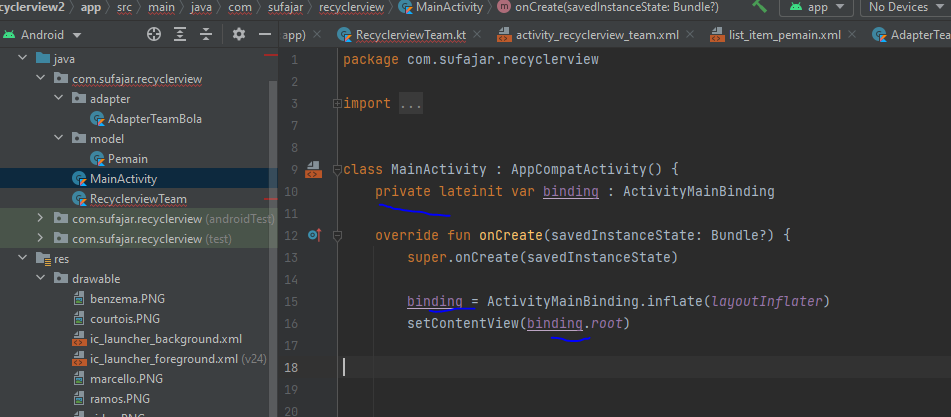 cyclerview2 app src main java com sufajar recyclerview MainActivity onCreate(savedInstanceState: Bundle?) app No Devices
Android
app) RecyclerviewTeam.kt activity_recyclerview_team.xml list_item_pemain.xml AdapterTea
java
com.sufajar.recyclerview
adapter
AdapterTeamBola
model
Pemain
MainActivity
RecyclerviewTeam
com.sufajar.recyclerview (androidTest)
com.sufajar.recyclerview (test)
res
drawable
benzema.PNG
courtois.PNG
ic_launcher_background.xml
ic_launcher_foreground.xml (v24)
marcello.PNG
ramos.PNG
1 package com.sufajar.recyclerview
2
3 import ...
7
8
9 class MainActivity : AppCompatActivity() {
10 private lateinit var binding : ActivityMainBinding
11
12 override fun onCreate(savedInstanceState: Bundle?) {
13 super.onCreate(savedInstanceState)
14
15 binding = ActivityMainBinding.inflate(layoutInflater)
16 setContentView(binding.root)
17
18
19
20